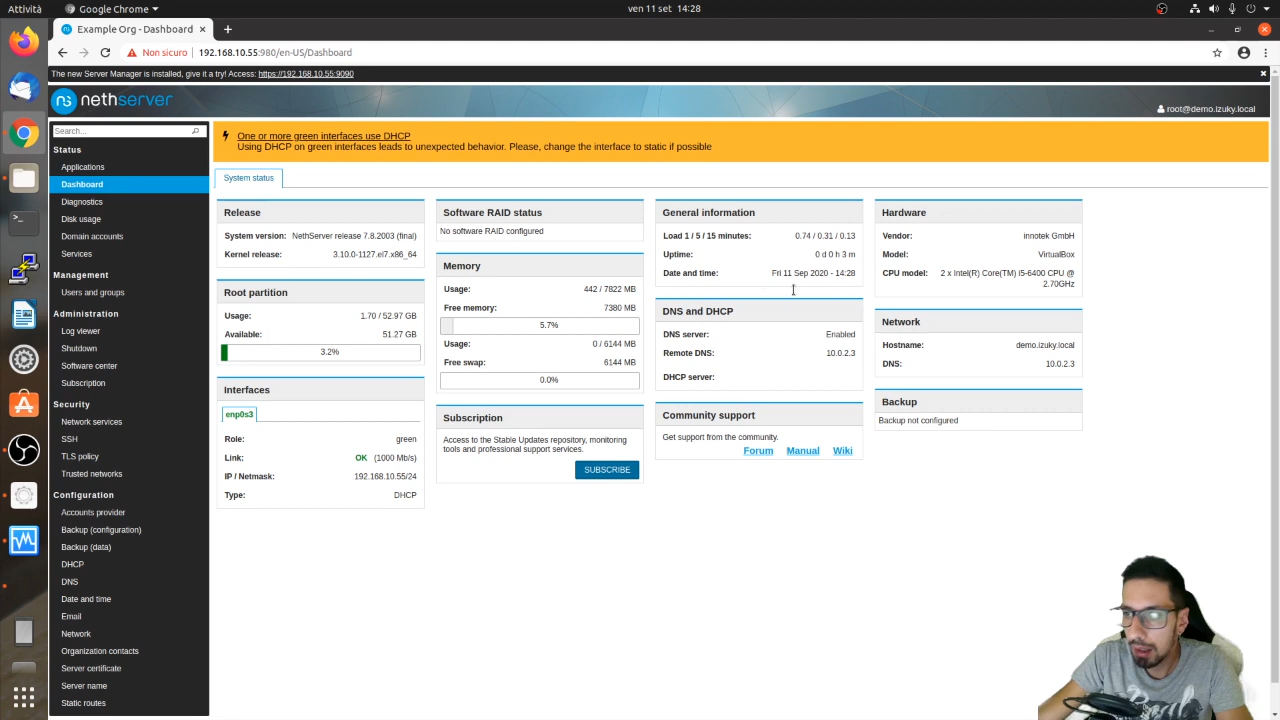 Attività
Google Chrome
ven 11 set 14:28
Example Org - Dashboard
Non sicuro
192.168.10.55:980/en-US/Dashboard
The new Server Manager is installed, give it a try! Access: https://192.168.10.55:9090
nethserver
root@demo.izuky.local
Search...
Status
Applications
Dashboard
Diagnostics
Disk usage
Domain accounts
Services
Management
Users and groups
Administration
Log viewer
Shutdown
Software center
Subscription
Security
Network services
SSH
TLS policy
Trusted networks
Configuration
Accounts provider
Backup (configuration)
Backup (data)
DHCP
DNS
Date and time
Email
Network
Organization contacts
Server certificate
Server name
Static routes
One or more green interfaces use DHCP
Using DHCP on green interfaces leads to unexpected behavior. Please, change the interface to static if possible
System status
Release
System version: NethServer release 7.8.2003 (final)
Kernel release: 3.10.0-1127.el7.x86_64
Root partition
Usage: 1.70 / 52.97 GB
Available: 51.27 GB
3.2%
Interfaces
enp0s3
Role: green
Link: OK (1000 Mb/s)
IP / Netmask: 192.168.10.55/24
Type: DHCP
Software RAID status
No software RAID configured
Memory
Usage: 442 / 7822 MB
Free memory: 7380 MB
5.7%
Usage: 0 / 6144 MB
Free swap: 6144 MB
0.0%
Subscription
Access to the Stable Updates repository, monitoring
tools and professional support services.
SUBSCRIBE
General information
Load 1 / 5 / 15 minutes: 0.74 / 0.31 / 0.13
Uptime: 0 d 0 h 3 m
Date and time: Fri 11 Sep 2020 - 14:28
DNS and DHCP
DNS server: Enabled
Remote DNS: 10.0.2.3
DHCP server:
Community support
Get support from the community.
Forum Manual Wiki
Hardware
Vendor: innotek GmbH
Model: VirtualBox
CPU model: 2 x Intel(R) Core(TM) i5-6400 CPU @
2.70GHz
Network
Hostname: demo.izuky.local
DNS: 10.0.2.3
Backup
Backup not configured